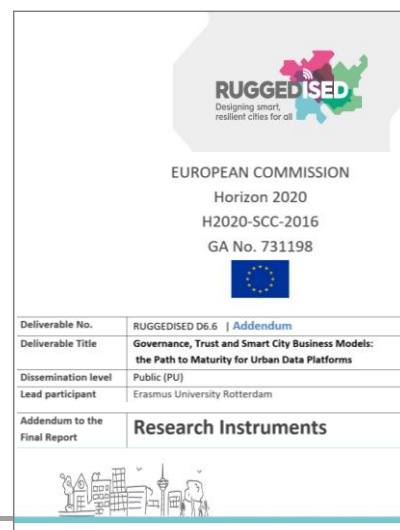 RUGGEDISED
Designing smart,
resilient cities for all
EUROPEAN COMMISSION
Horizon 2020
H2020-SCC-2016
GA No. 731198
Deliverable No. RUGGEDISED D6.6 | Addendum
Deliverable Title Governance, Trust and Smart City Business Models:
the Path to Maturity for Urban Data Platforms
Dissemination level Public (PU)
Lead participant Erasmus University Rotterdam
Addendum to the Research Instruments
Final Report